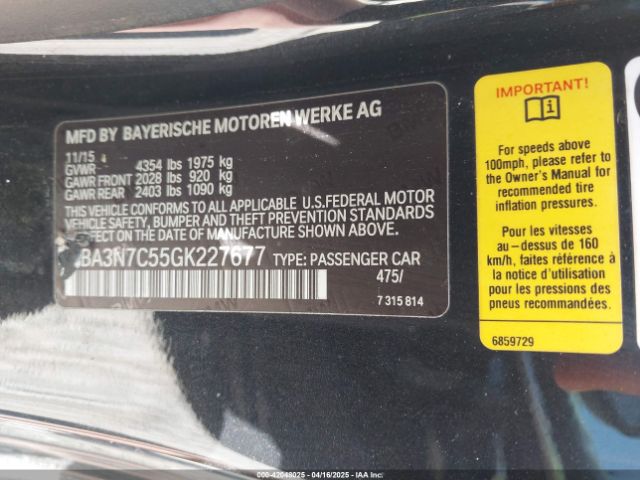 MFD BY BAYERISCHE MOTOREN WERKE AG
11/15
GVWR 4354 lbs 1975 kg
GAWR FRONT 2028 lbs 920 kg
GAWR REAR 2403 lbs 1090 kg
THIS VEHICLE CONFORMS TO ALL APPLICABLE U.S.FEDERAL MOTOR
VEHICLE SAFETY, BUMPER AND THEFT PREVENTION STANDARDS
IN EFFECT ON THE DATE OF MANUFACTURE SHOWN ABOVE.
BA3N7C55GK227677 TYPE: PASSENGER CAR
475/
7 315 814
IMPORTANT!
For speeds above
100mph, please refer to
the Owner's Manual for
recommended tire
inflation pressures.
Pour les vitesses
au-dessus de 160
km/h, à référez-vous
la notice d'utilisation
pour les pressions des
pneus recommandées.
6859729
000-42048025 - 04/16/2025 - IAA Inc.